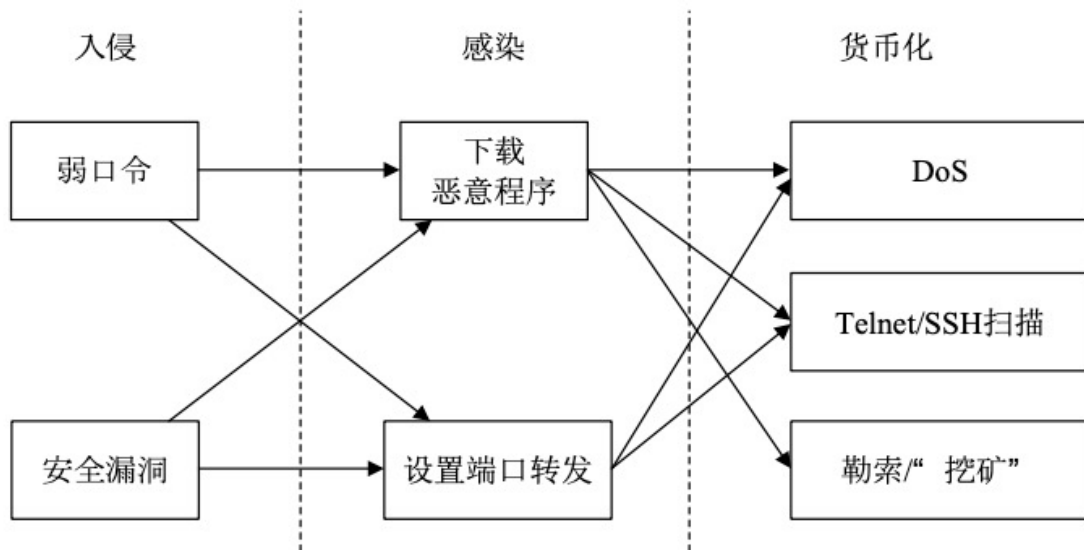 入侵
感染
货币化
弱口令
下载
恶意程序
DoS
Telnet/SSH扫描
安全漏洞
设置端口转发
勒索/“ 挖矿”